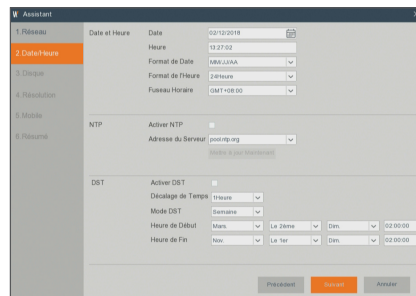 W Assistant
1.Réseau
2.Date/Heure
3.Disque
4.Résolution
5.Mobile
6.Résumé
Date et Heure
Date 02/12/2018
Heure 13:27:02
Format de Date MM/JJ/AA
Format de l'Heure 24Heure
Fuseau Horaire GMT+08:00
NTP
Activer NTP
Adresse du Serveur pool.ntp.org
Mettre à jour Maintenant
DST
Activer DST
Décalage de Temps 1Heure
Mode DST Semaine
Heure de Début Mars. Le 2ème Dim. 02:00:00
Heure de Fin Nov. Le 1er Dim. 02:00:00
Précédent Suivant Annuler